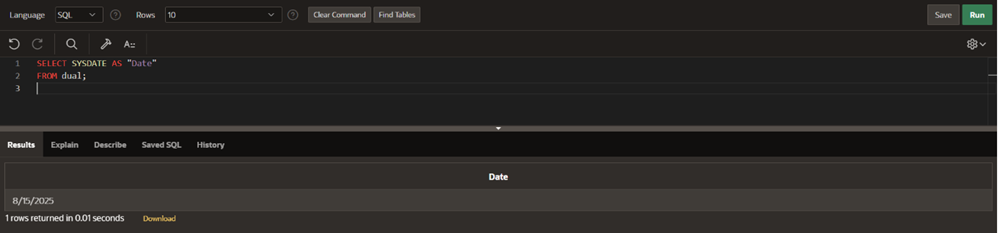 Language SQL Rows 10 Clear Command Find Tables Save Run
A::
1 SELECT SYSDATE AS "Date"
2 FROM dual;
3
Results Explain Describe Saved SQL History
Date
8/15/2025
1 rows returned in 0.01 seconds Download